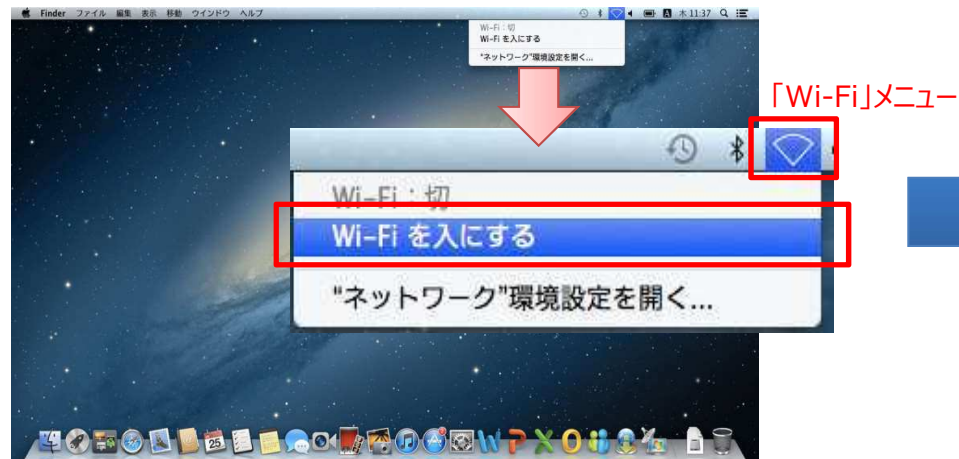 Finder ファイル 編集 表示 移動 ウインドウ ヘルプ
木 11:37
Wi-Fi：切
Wi-Fi を入にする
"ネットワーク"環境設定を開く...
「Wi-Fi」メニュー
Wi-Fi：切
Wi-Fi を入にする
"ネットワーク"環境設定を開く...
25